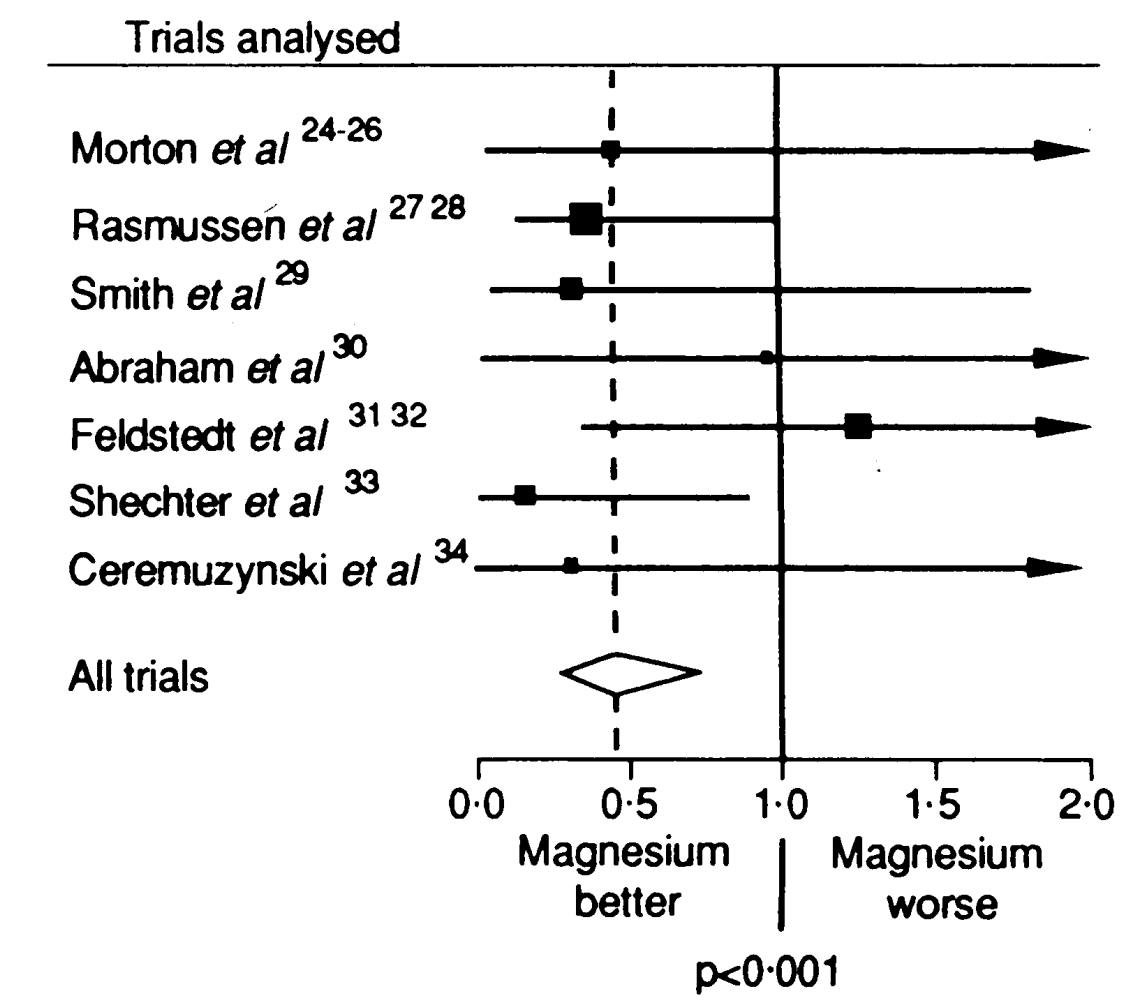 Trials analysed
Morton et al 24-26
Rasmussen et al 27 28
Smith et al 29
Abraham et al 30
Feldstedt et al 31 32
Shechter et al 33
Ceremuzynski et al 34
All trials
0·0 0·5 1·0 1·5 2·0
Magnesium better Magnesium worse
p<0·001